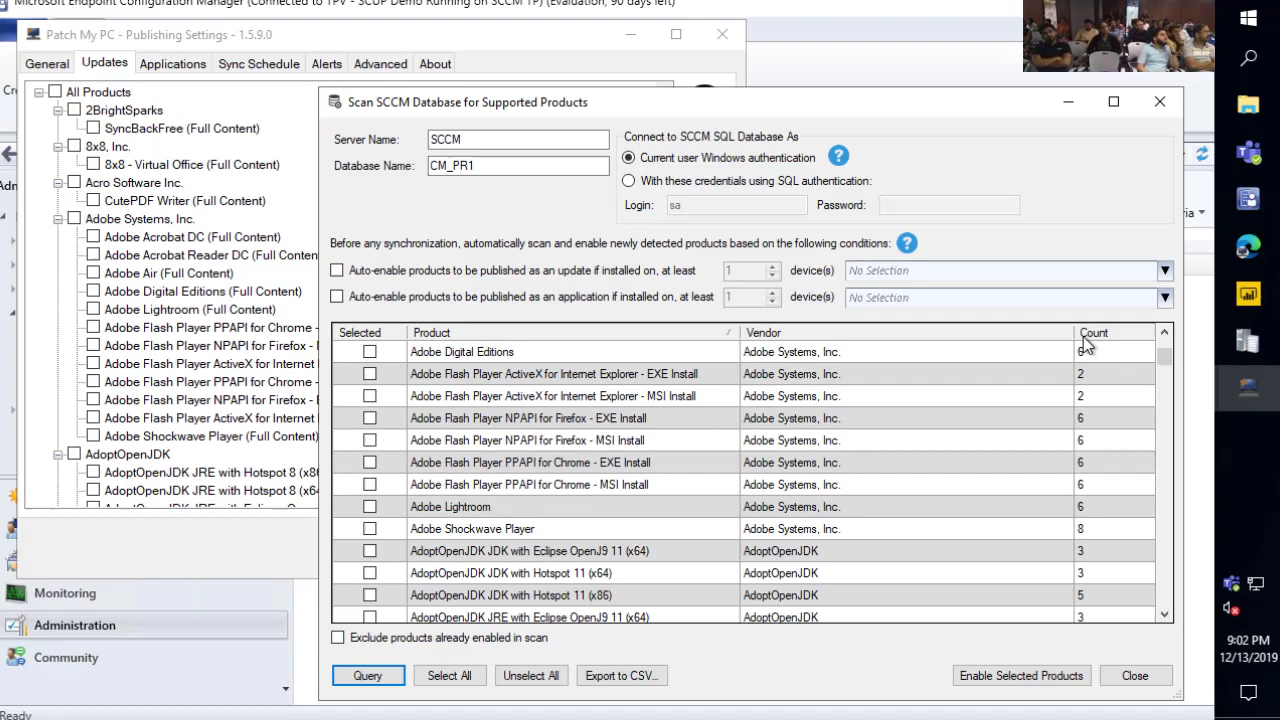 Microsoft Endpoint Configuration Manager (Connected to TPV - SCUP Demo Running on SCCM TP) (Evaluation, 90 days left)
Patch My PC - Publishing Settings - 1.5.9.0
General Updates Applications Sync Schedule Alerts Advanced About
All Products
2BrightSparks
SyncBackFree (Full Content)
8x8, Inc.
8x8 - Virtual Office (Full Content)
Acro Software Inc.
CutePDF Writer (Full Content)
Adobe Systems, Inc.
Adobe Acrobat DC (Full Content)
Adobe Acrobat Reader DC (Full Conten
Adobe Air (Full Content)
Adobe Digital Editions (Full Content)
Adobe Lightroom (Full Content)
Adobe Flash Player PPAPI for Chrome -
Adobe Flash Player NPAPI for Firefox - E
Adobe Flash Player ActiveX for Internet
Adobe Flash Player PPAPI for Chrome -
Adobe Flash Player NPAPI for Firefox -
Adobe Flash Player ActiveX for Internet
Adobe Shockwave Player (Full Content)
AdoptOpenJDK
AdoptOpenJDK JRE with Hotspot 8 (x86
AdoptOpenJDK JRE with Hotspot 8 (x64
Monitoring
Administration
Community
Ready
Scan SCCM Database for Supported Products
Server Name: SCCM
Database Name: CM_PR1
Connect to SCCM SQL Database As
Current user Windows authentication ?
With these credentials using SQL authentication:
Login: sa Password:
Before any synchronization, automatically scan and enable newly detected products based on the following conditions: ?
Auto-enable products to be published as an update if installed on, at least 1 device(s) No Selection
Auto-enable products to be published as an application if installed on, at least 1 device(s) No Selection
Selected Product Vendor Count
Adobe Digital Editions Adobe Systems, Inc.
Adobe Flash Player ActiveX for Internet Explorer - EXE Install Adobe Systems, Inc. 2
Adobe Flash Player ActiveX for Internet Explorer - MSI Install Adobe Systems, Inc. 2
Adobe Flash Player NPAPI for Firefox - EXE Install Adobe Systems, Inc. 6
Adobe Flash Player NPAPI for Firefox - MSI Install Adobe Systems, Inc. 6
Adobe Flash Player PPAPI for Chrome - EXE Install Adobe Systems, Inc. 6
Adobe Flash Player PPAPI for Chrome - MSI Install Adobe Systems, Inc. 6
Adobe Lightroom Adobe Systems, Inc. 6
Adobe Shockwave Player Adobe Systems, Inc. 8
AdoptOpenJDK JDK with Eclipse OpenJ9 11 (x64) AdoptOpenJDK 3
AdoptOpenJDK JDK with Hotspot 11 (x64) AdoptOpenJDK 3
AdoptOpenJDK JDK with Hotspot 11 (x86) AdoptOpenJDK 5
AdoptOpenJDK JRE with Eclipse OpenJ9 11 (x64) AdoptOpenJDK 3
Exclude products already enabled in scan
Query Select All Unselect All Export to CSV... Enable Selected Products Close
9:02 PM
12/13/2019